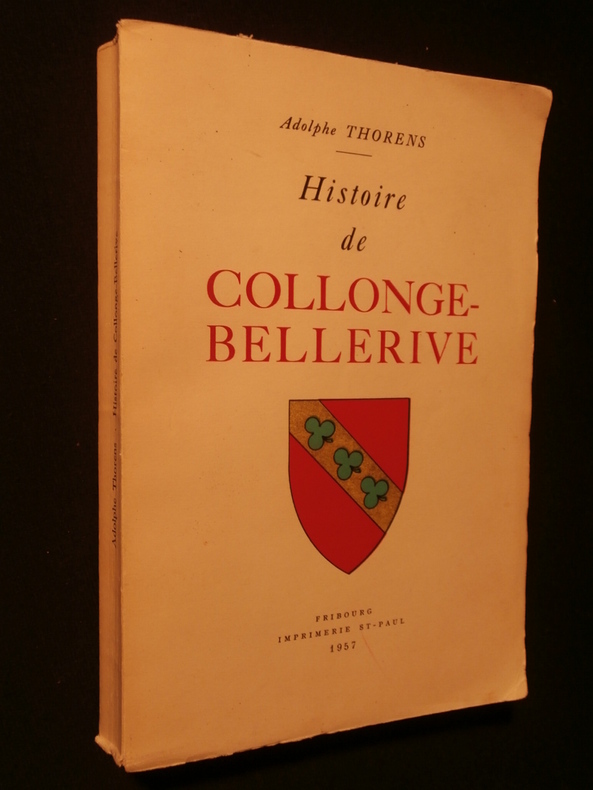 Adolphe THORENS
Histoire
de
COLLONGE-
BELLERIVE
FRIBOURG
IMPRIMERIE ST-PAUL
1957
Adolphe Thorens Histoire de Collonge-Bellerive